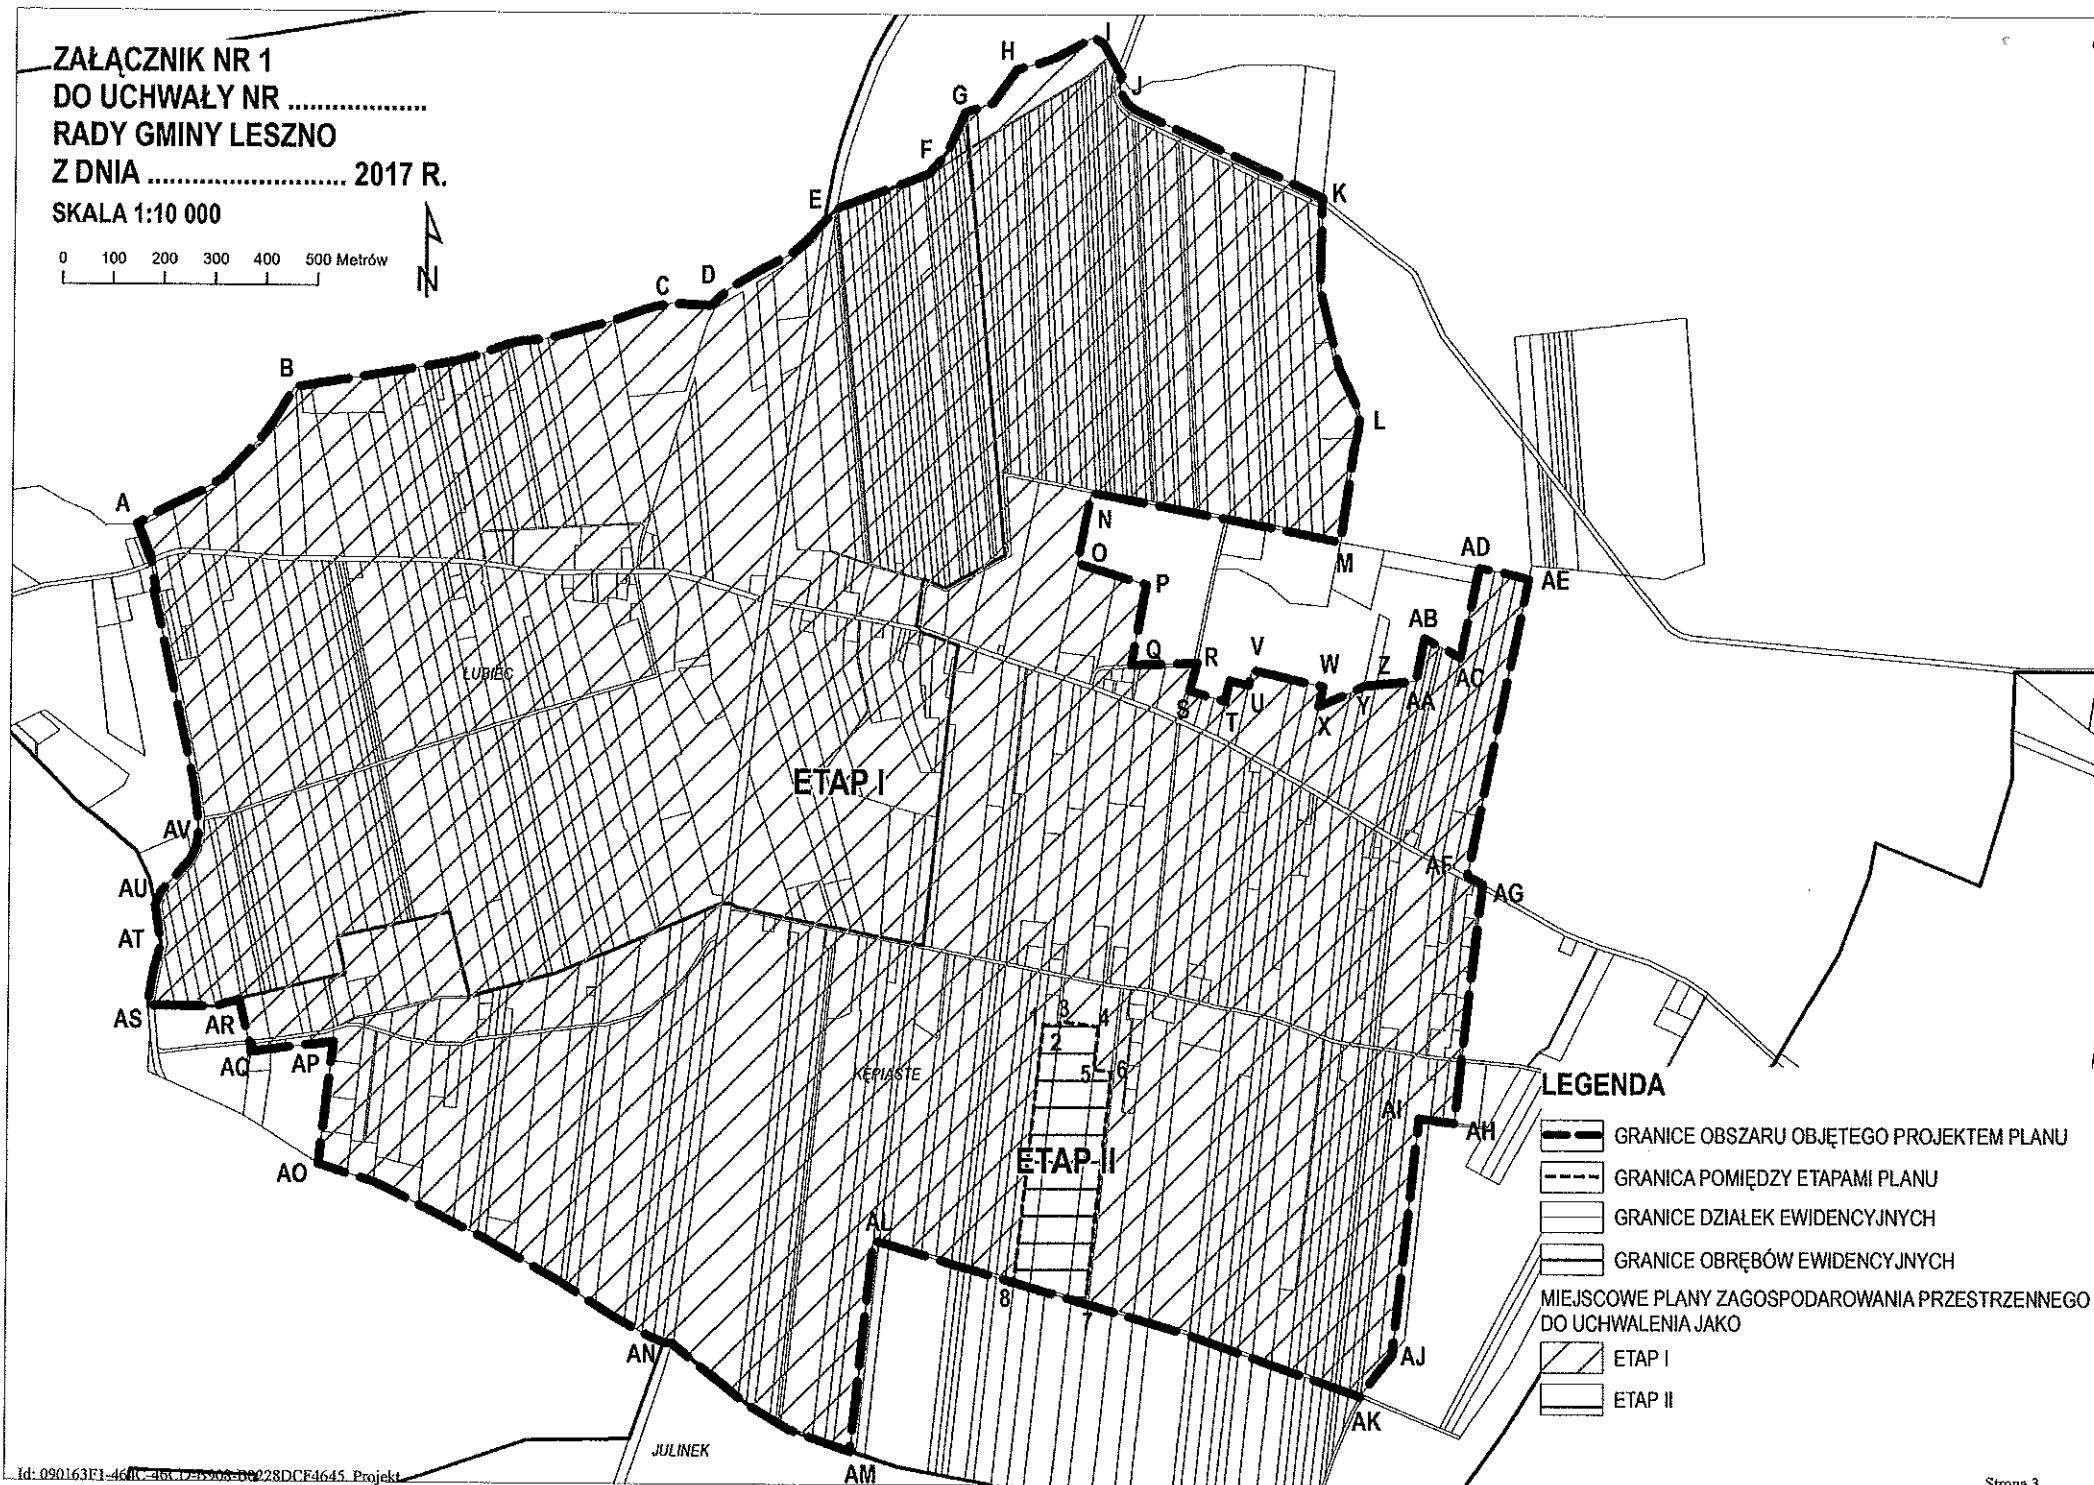 ZAŁĄCZNIK NR 1
DO UCHWAŁY NR ...................
RADY GMINY LESZNO
Z DNIA ........................... 2017 R.
SKALA 1:10 000
0 100 200 300 400 500 Metrów
N
A
B
C
D
E
F
G
H
I
J
K
L
M
N
O
P
Q
R
S
T
U
V
W
X
Y
Z
AA
AB
AC
AD
AE
AF
AG
AH
AI
AJ
AK
AL
AM
AN
AO
AP
AQ
AR
AS
AT
AU
AV
ŁUBIEC
ETAP I
KĘPIASTE
3
4
2
5
6
ETAP II
8
7
JULINEK
LEGENDA
GRANICE OBSZARU OBJĘTEGO PROJEKTEM PLANU
GRANICA POMIĘDZY ETAPAMI PLANU
GRANICE DZIAŁEK EWIDENCYJNYCH
GRANICE OBRĘBÓW EWIDENCYJNYCH
MIEJSCOWE PLANY ZAGOSPODAROWANIA PRZESTRZENNEGO
DO UCHWALENIA JAKO
ETAP I
ETAP II
Projekt
Strona 3